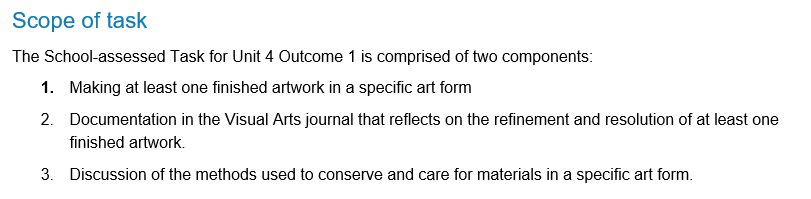 Scope of task
The School-assessed Task for Unit 4 Outcome 1 is comprised of two components:
1. Making at least one finished artwork in a specific art form
2. Documentation in the Visual Arts journal that reflects on the refinement and resolution of at least one
finished artwork.
3. Discussion of the methods used to conserve and care for materials in a specific art form.